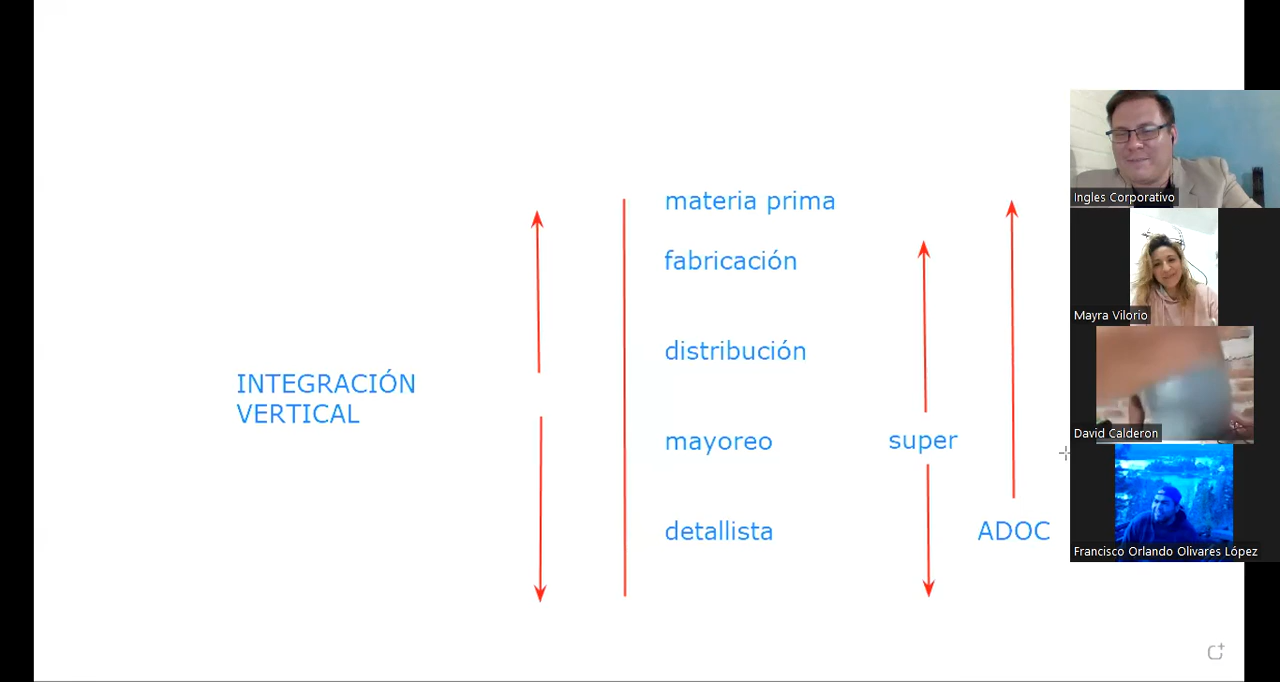 materia prima
fabricación
distribución
INTEGRACIÓN
VERTICAL
mayoreo
super
detallista
ADOC
Ingles Corporativo
Mayra Vilorio
David Calderon
Francisco Orlando Olivares López